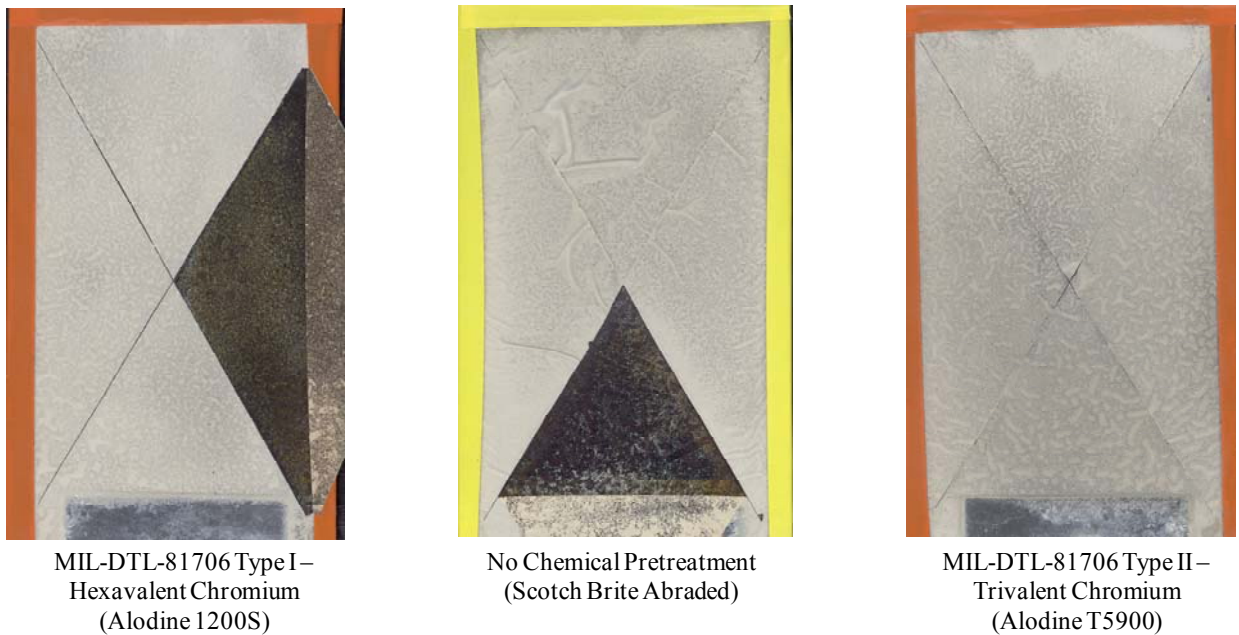 MIL-DTL-81706 Type I –
Hexavalent Chromium
(Alodine 1200S)
No Chemical Pretreatment
(Scotch Brite Abraded)
MIL-DTL-81706 Type II –
Trivalent Chromium
(Alodine T5900)